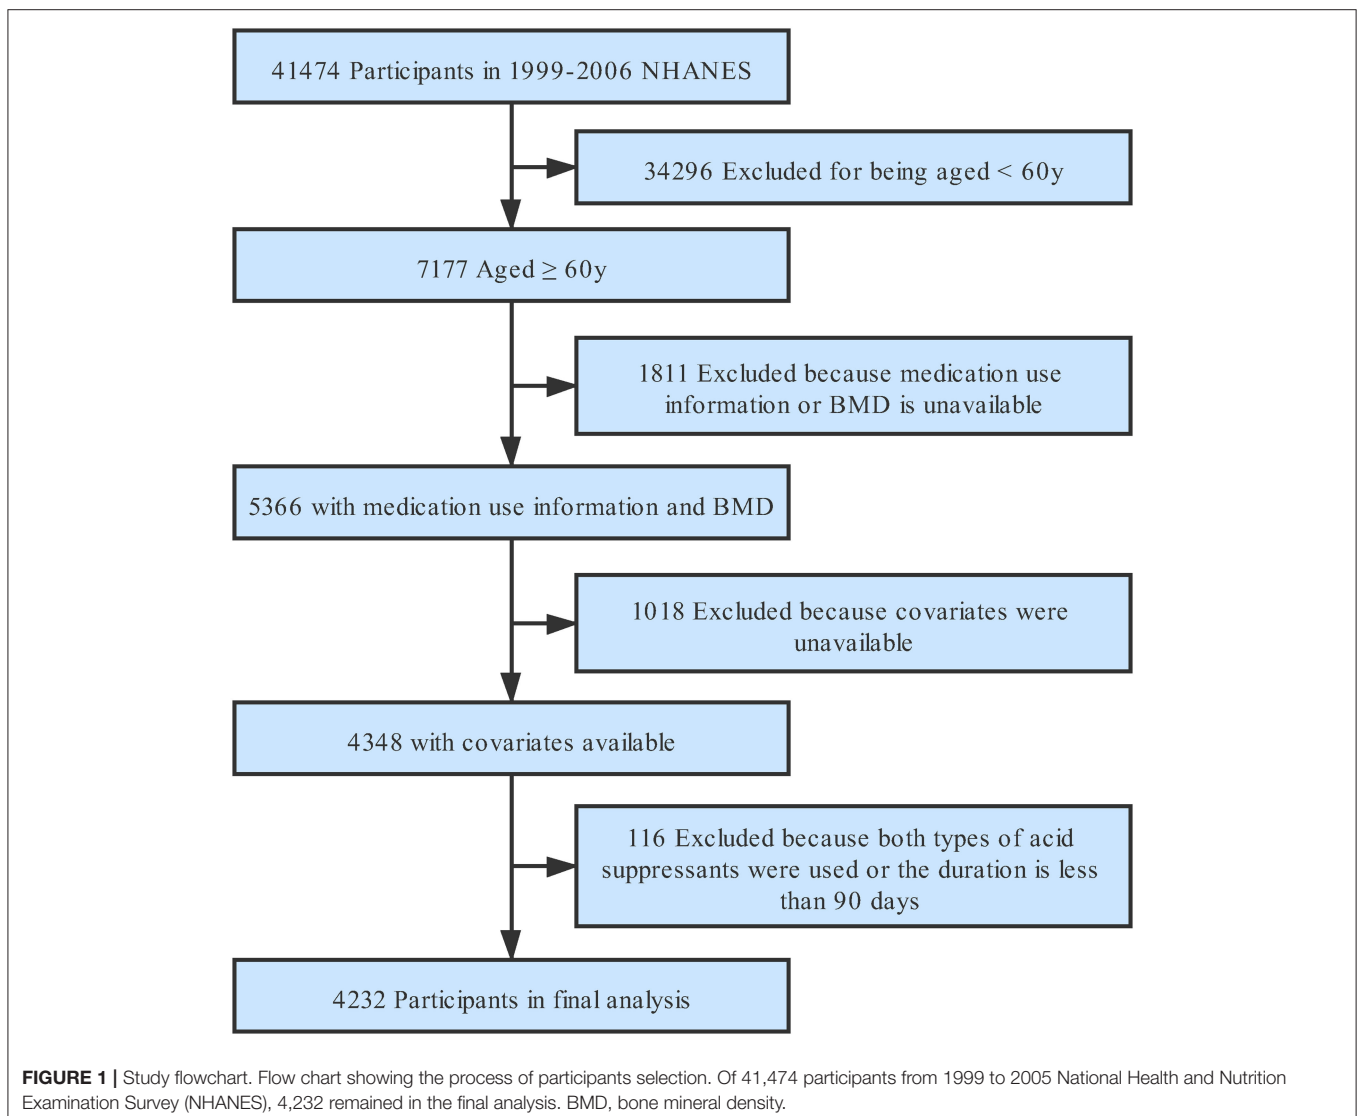 41474 Participants in 1999-2006 NHANES
34296 Excluded for being aged < 60y
7177 Aged ≥ 60y
1811 Excluded because medication use
information or BMD is unavailable
5366 with medication use information and BMD
1018 Excluded because covariates were
unavailable
4348 with covariates available
116 Excluded because both types of acid
suppressants were used or the duration is less
than 90 days
4232 Participants in final analysis
FIGURE 1 | Study flowchart. Flow chart showing the process of participants selection. Of 41,474 participants from 1999 to 2005 National Health and Nutrition
Examination Survey (NHANES), 4,232 remained in the final analysis. BMD, bone mineral density.